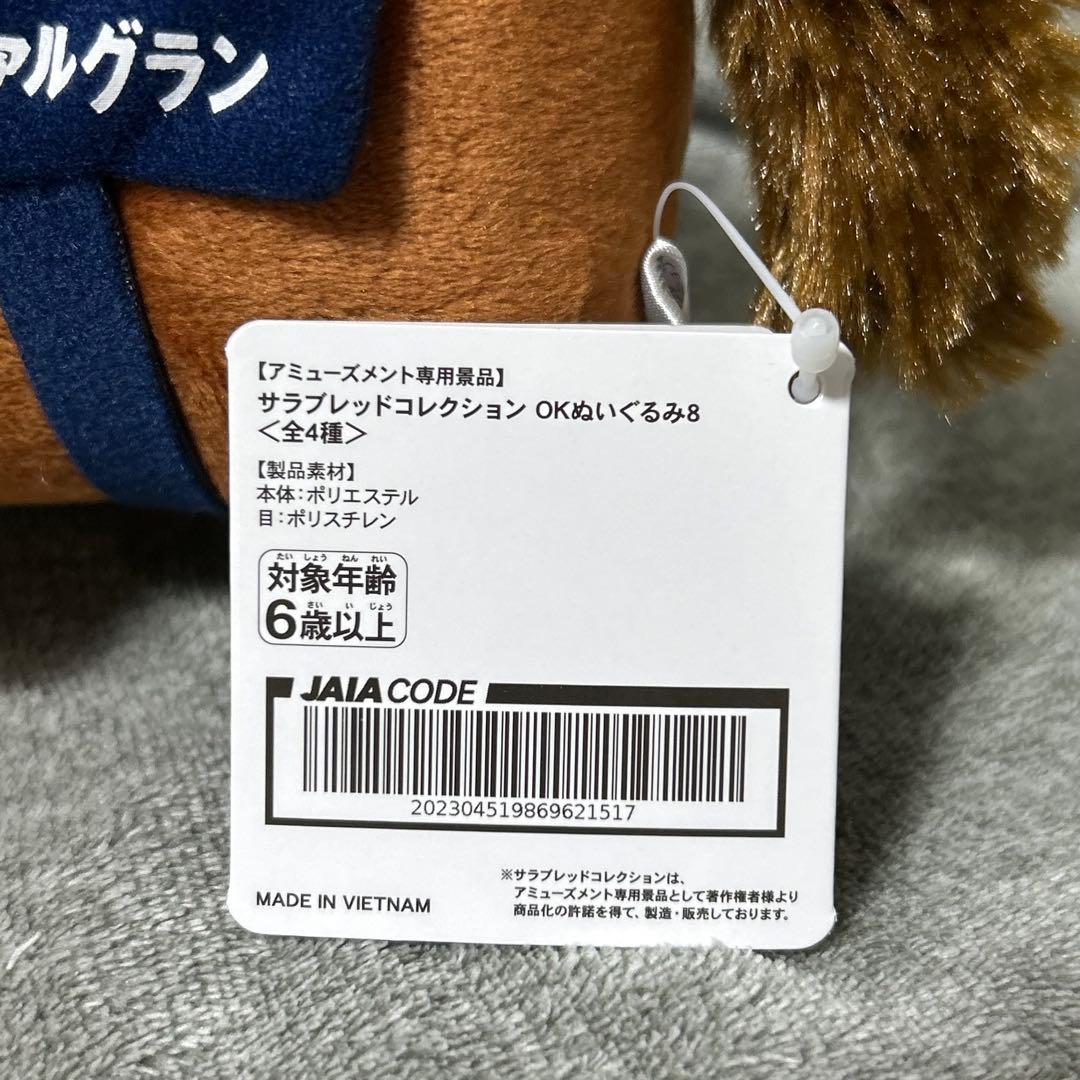 ァルグラン
【アミューズメント専用景品】
サラブレッドコレクション OKぬいぐるみ8
＜全4種＞
【製品素材】
本体：ポリエステル
目：ポリスチレン
たいしょうねんれい
対象年齢
さいいじょう
6歳以上
JAIA CODE
202304519869621517
※サラブレッドコレクションは、
アミューズメント専用景品として著作権者様より
商品化の許諾を得て、製造・販売しております。
MADE IN VIETNAM